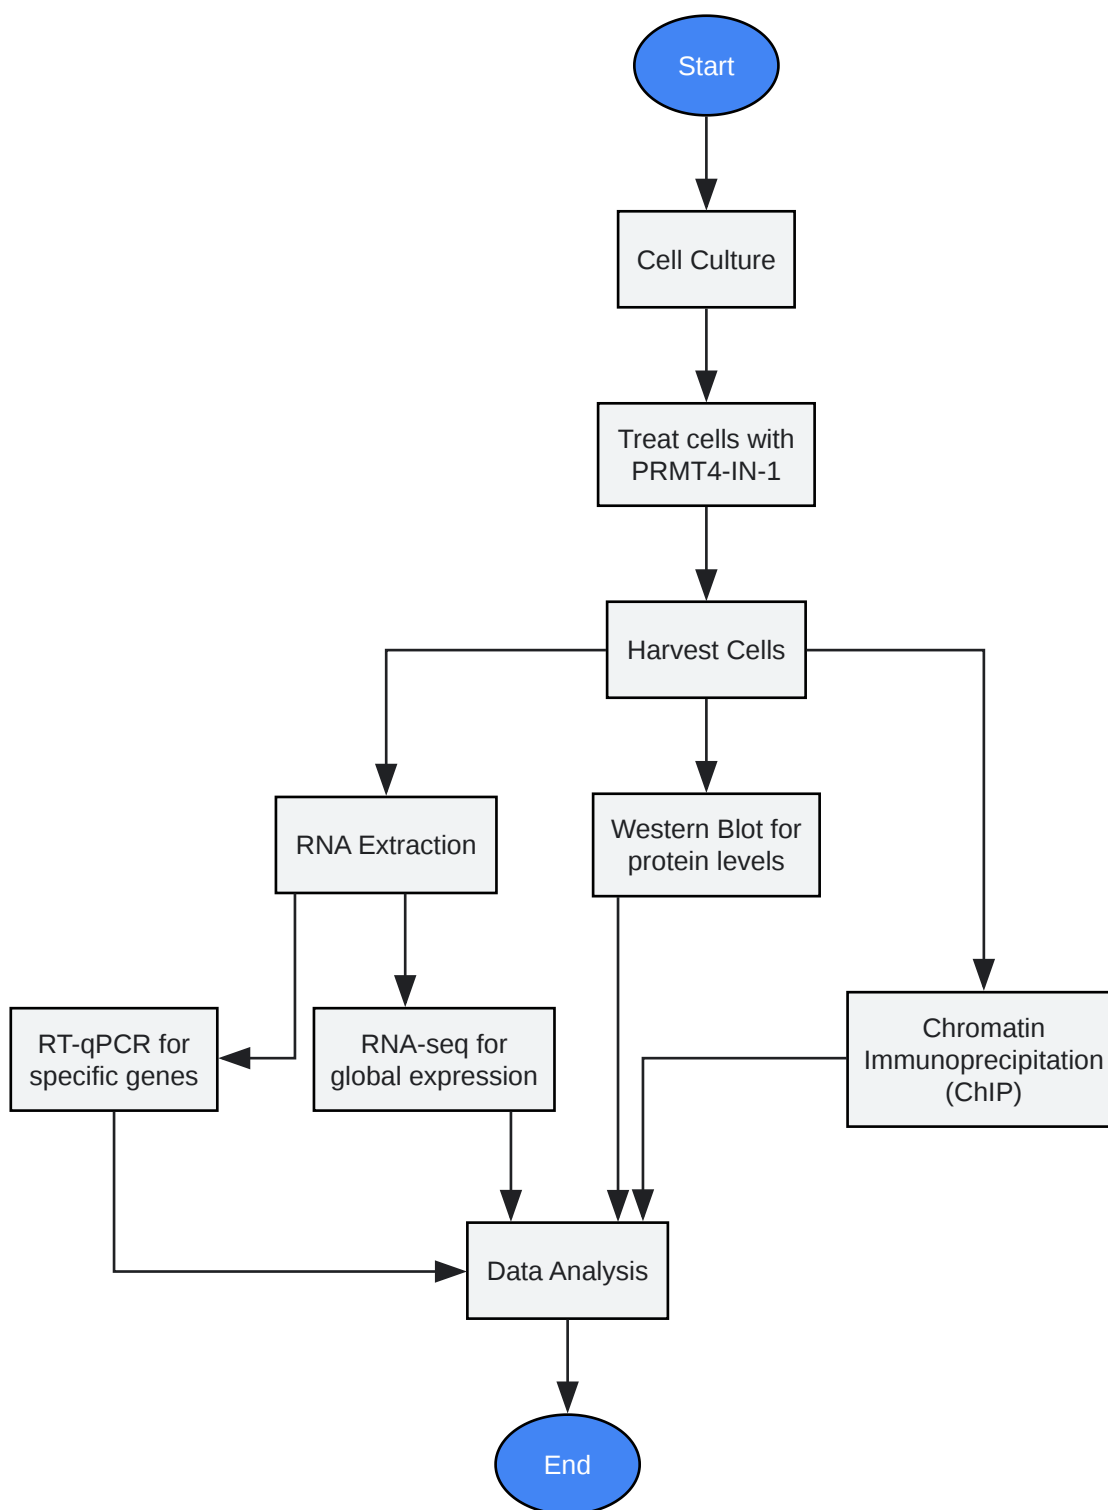 Start
Cell Culture
Treat cells with
PRMT4-IN-1
Harvest Cells
RNA Extraction
Western Blot for
protein levels
RT-qPCR for
specific genes
RNA-seq for
global expression
Chromatin
Immunoprecipitation
(ChIP)
Data Analysis
End